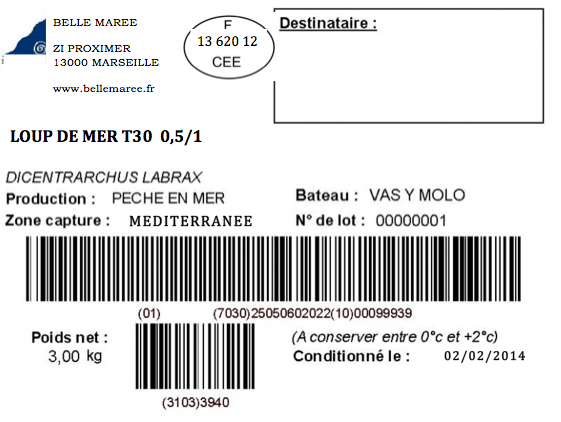 BELLE MAREE
ZI PROXIMER
13000 MARSEILLE
www.bellemaree.fr
F
13 620 12
CEE
Destinataire :
LOUP DE MER T30 0,5/1
DICENTRARCHUS LABRAX
Production : PECHE EN MER
Bateau : VAS Y MOLO
Zone capture : MEDITERRANEE
N° de lot : 00000001
(01) (7030)25050602022(10)00099939
Poids net :
3,00 kg
(A conserver entre 0°c et +2°c)
Conditionné le : 02/02/2014
(3103)3940